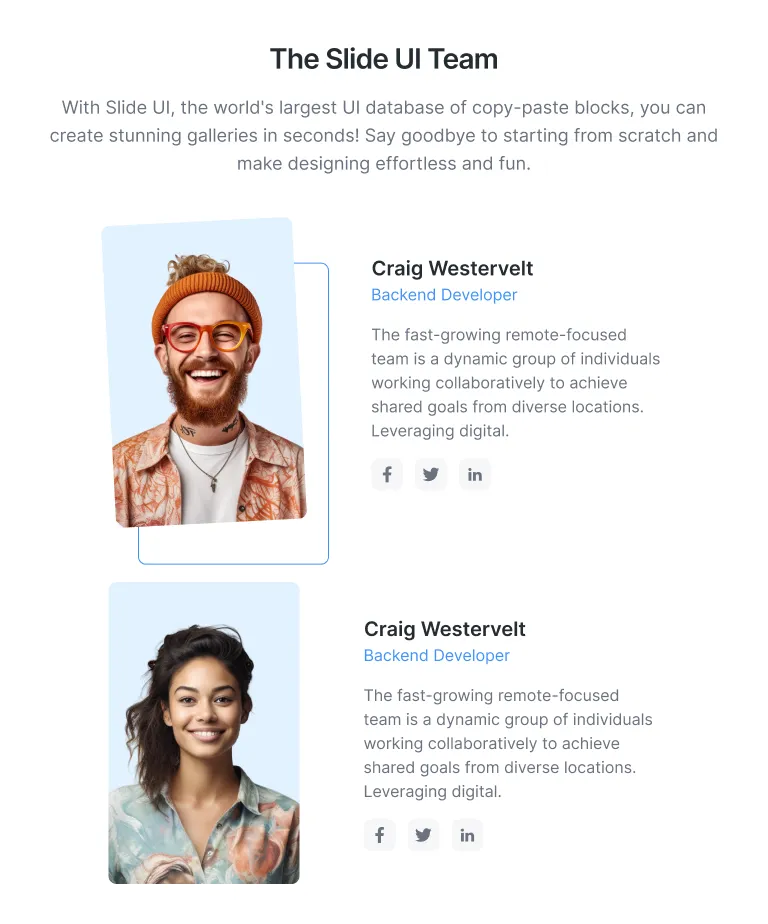 The Slide UI Team
With Slide UI, the world's largest UI database of copy-paste blocks, you can
create stunning galleries in seconds! Say goodbye to starting from scratch and
make designing effortless and fun.
Craig Westervelt
Backend Developer
The fast-growing remote-focused
team is a dynamic group of individuals
working collaboratively to achieve
shared goals from diverse locations.
Leveraging digital.
f
in
Craig Westervelt
Backend Developer
The fast-growing remote-focused
team is a dynamic group of individuals
working collaboratively to achieve
shared goals from diverse locations.
Leveraging digital.
f
in